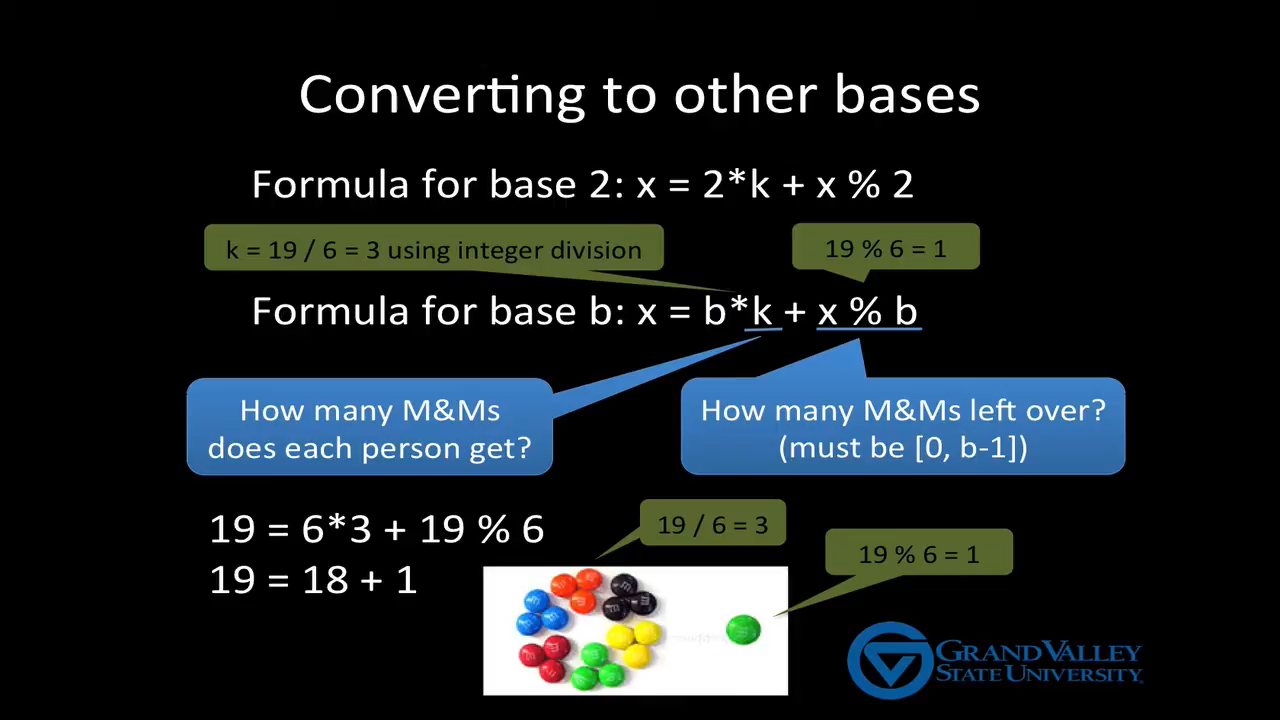 Converting to other bases
Formula for base 2: x = 2*k + x % 2
k = 19 / 6 = 3 using integer division
19 % 6 = 1
Formula for base b: x = b*k + x % b
How many M&Ms
does each person get?
How many M&Ms left over?
(must be [0, b-1])
19 = 6*3 + 19 % 6
19 = 18 + 1
19 / 6 = 3
19 % 6 = 1
GRAND VALLEY
STATE UNIVERSITY